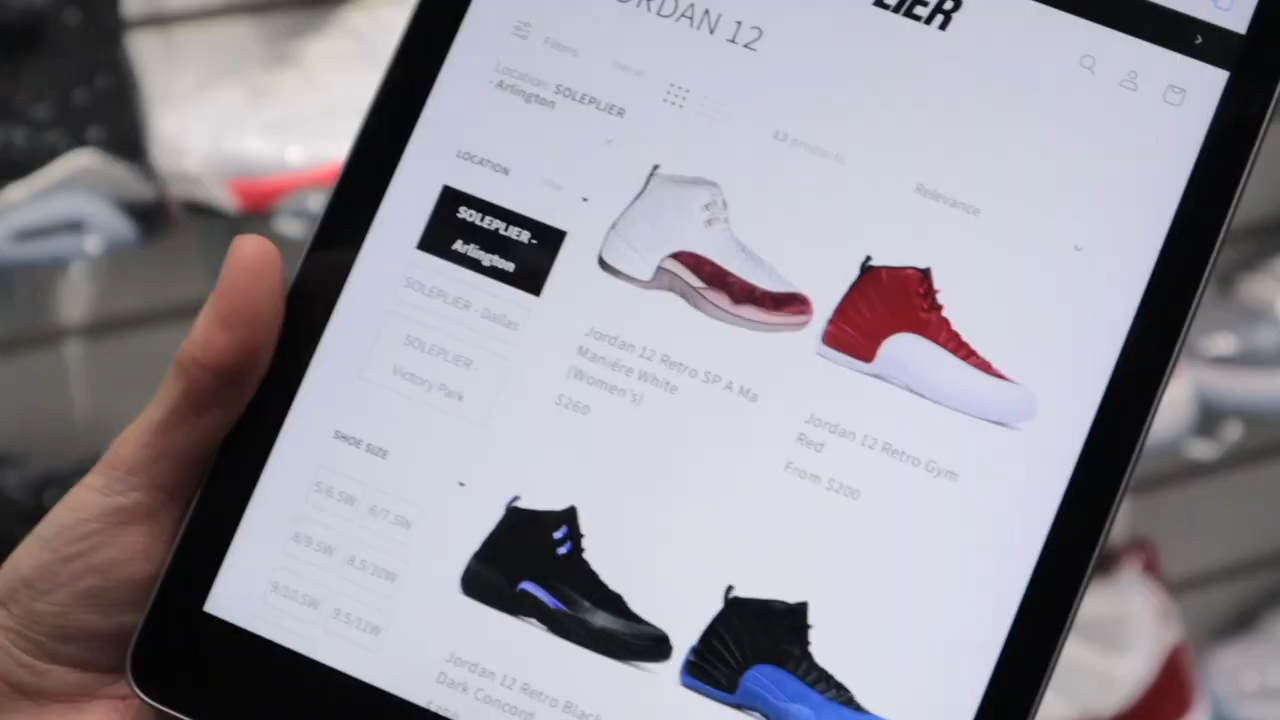 JORDAN 12
LIER
Filters
Location: SOLEPLIER
- Arlington
13 products
Relevance
LOCATION
SOLEPLIER -
Arlington
SOLEPLIER - Dallas
SOLEPLIER -
Victory Park
SHOE SIZE
5/6.5W
6/7.5W
8/9.5W
8.5/10W
9/10.5W
9.5/11W
Jordan 12 Retro SP A Ma
Maniére White
(Women's)
$260
Jordan 12 Retro Gym
Red
From $200
Jordan 12 Retro Black
Dark Concord